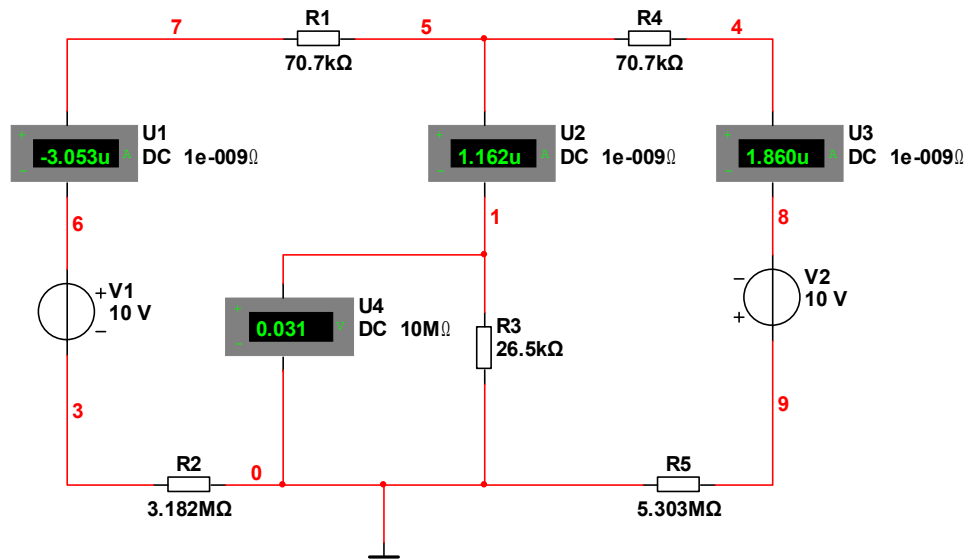 7
R1
70.7kΩ
5
R4
70.7kΩ
4
+
-3.053u
A
−
U1
DC 1e-009Ω
+
1.162u
A
−
U2
DC 1e-009Ω
+
1.860u
A
−
U3
DC 1e-009Ω
6
1
8
+
−
V1
10 V
+
0.031
V
−
U4
DC 10MΩ
R3
26.5kΩ
−
+
V2
10 V
3
9
R2
3.182MΩ
0
R5
5.303MΩ